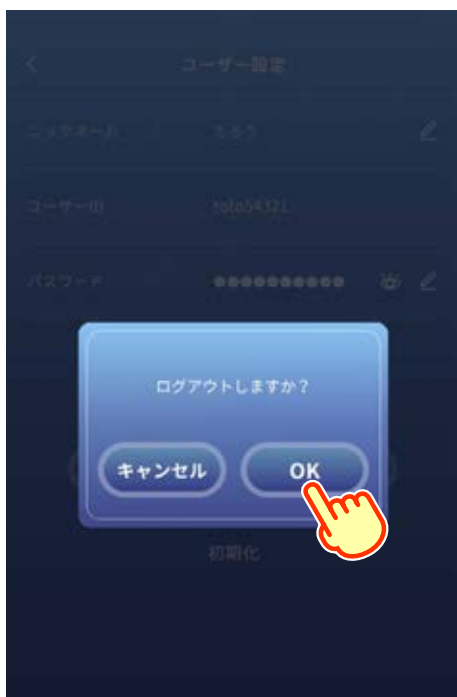 ユーザー設定
ニックネーム
ユーザーID
パスワード
ログアウトしますか？
キャンセル
OK
初期化